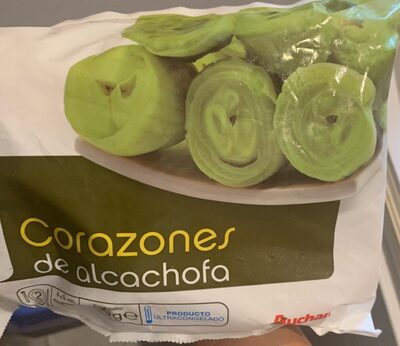 Corazones
de alcachofa
PRODUCTO
ULTRACONGELADO
Auchan